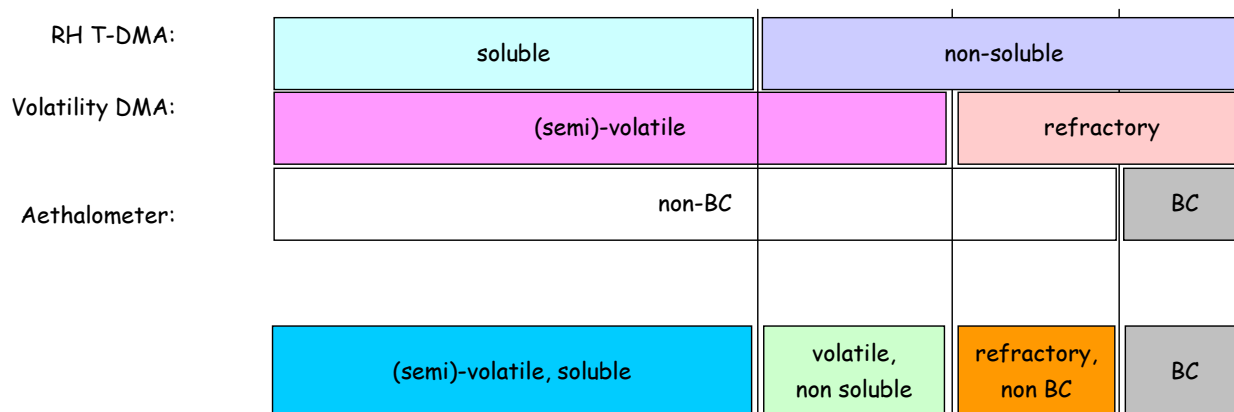 RH T-DMA:
soluble
non-soluble
Volatility DMA:
(semi)-volatile
refractory
Aethalometer:
non-BC
BC
(semi)-volatile, soluble
volatile,
non soluble
refractory,
non BC
BC